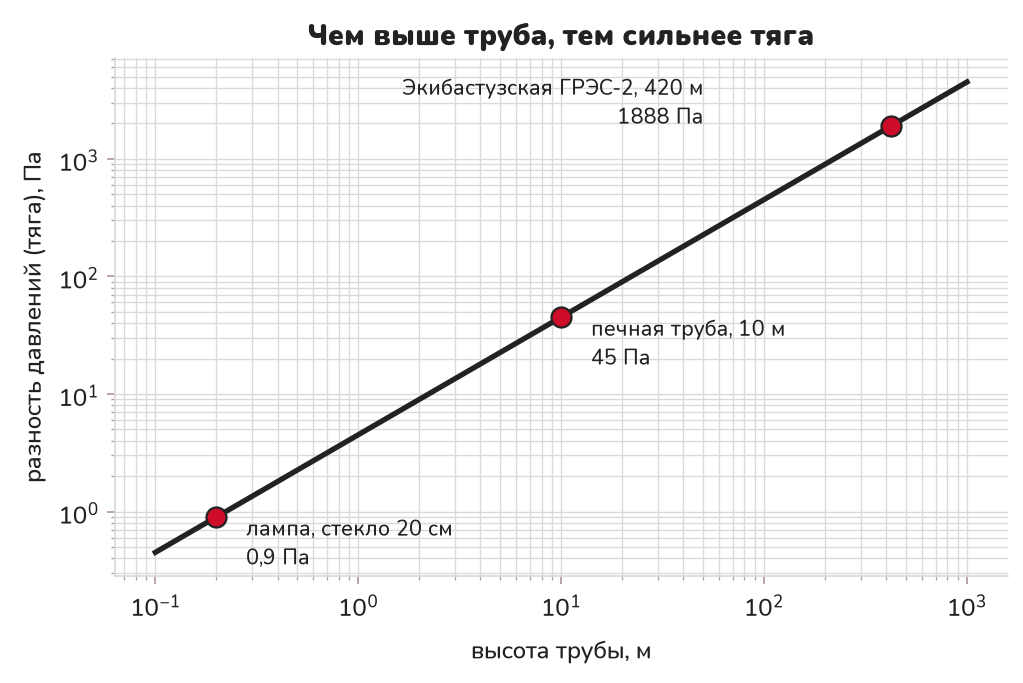 Чем выше труба, тем сильнее тяга
Экибастузская ГРЭС-2, 420 м
1888 Па
печная труба, 10 м
45 Па
лампа, стекло 20 см
0,9 Па
разность давлений (тяга), Па
10³
10²
10¹
10⁰
10⁻¹
10⁰
10¹
10²
10³
высота трубы, м